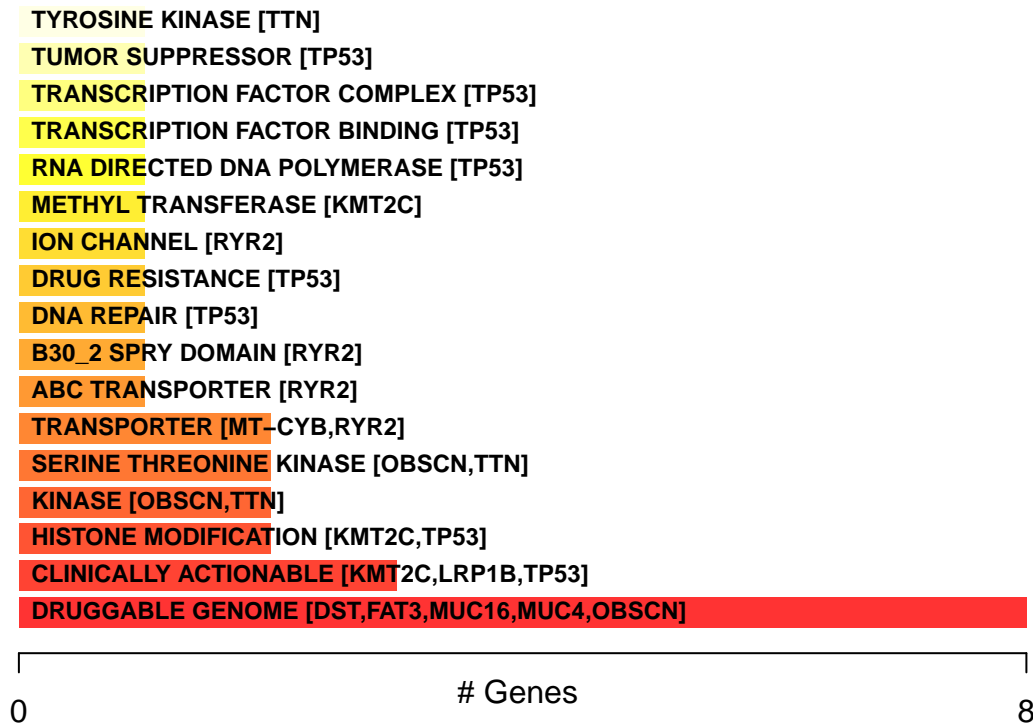 TYROSINE KINASE [TTN]
TUMOR SUPPRESSOR [TP53]
TRANSCRIPTION FACTOR COMPLEX [TP53]
TRANSCRIPTION FACTOR BINDING [TP53]
RNA DIRECTED DNA POLYMERASE [TP53]
METHYL TRANSFERASE [KMT2C]
ION CHANNEL [RYR2]
DRUG RESISTANCE [TP53]
DNA REPAIR [TP53]
B30_2 SPRY DOMAIN [RYR2]
ABC TRANSPORTER [RYR2]
TRANSPORTER [MT−CYB,RYR2]
SERINE THREONINE KINASE [OBSCN,TTN]
KINASE [OBSCN,TTN]
HISTONE MODIFICATION [KMT2C,TP53]
CLINICALLY ACTIONABLE [KMT2C,LRP1B,TP53]
DRUGGABLE GENOME [DST,FAT3,MUC16,MUC4,OBSCN]
# Genes
0 8